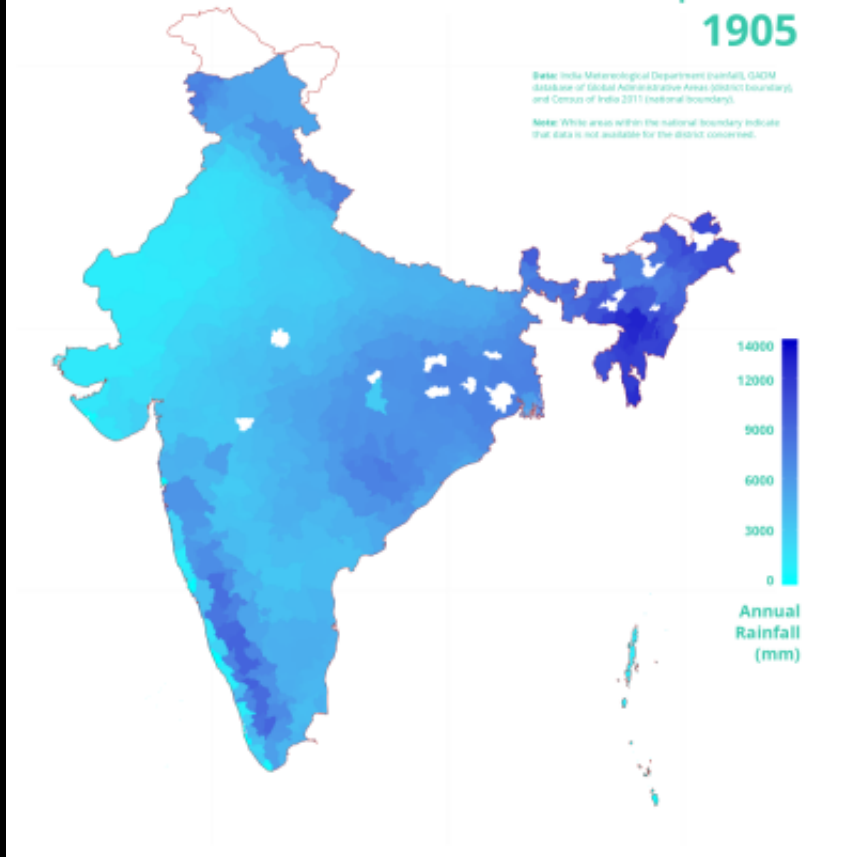 1905
Data: India Metereological Department (rainfall), GADM
database of Global Administrative Areas (district boundary),
and Census of India 2011 (national boundary).
Note: White areas within the national boundary indicate
that data is not available for the district concerned.
14000
12000
9000
6000
3000
0
Annual
Rainfall
(mm)